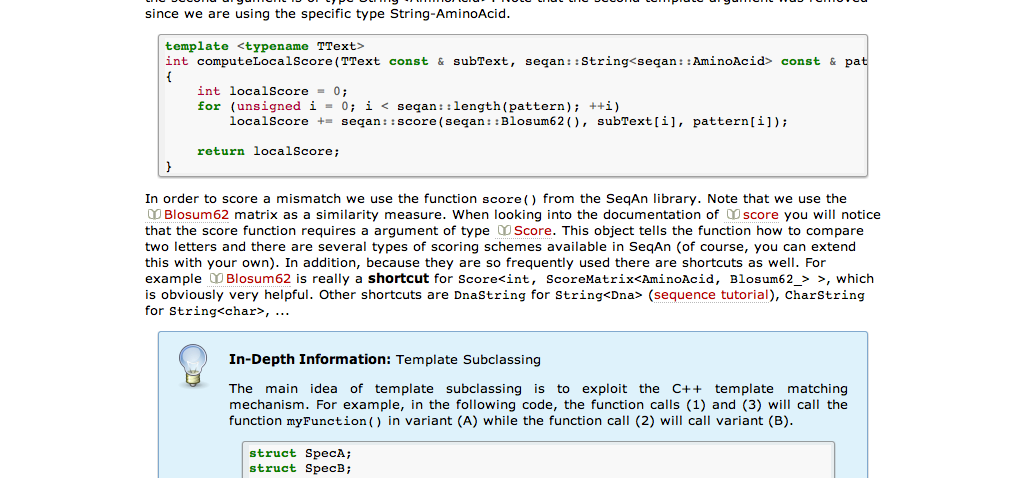 since we are using the specific type String-AminoAcid.
template <typename TText>
int computeLocalScore(TText const & subText, seqan::String<seqan::AminoAcid> const & pat
{
int localScore = 0;
for (unsigned i = 0; i < seqan::length(pattern); ++i)
localScore += seqan::score(seqan::Blosum62(), subText[i], pattern[i]);
return localScore;
}
In order to score a mismatch we use the function score() from the SeqAn library. Note that we use the
Blosum62 matrix as a similarity measure. When looking into the documentation of score you will notice
that the score function requires a argument of type Score. This object tells the function how to compare
two letters and there are several types of scoring schemes available in SeqAn (of course, you can extend
this with your own). In addition, because they are so frequently used there are shortcuts as well. For
example Blosum62 is really a shortcut for Score<int, ScoreMatrix<AminoAcid, Blosum62_> >, which
is obviously very helpful. Other shortcuts are DnaString for String<Dna> (sequence tutorial), CharString
for String<char>, ...
In-Depth Information: Template Subclassing
The main idea of template subclassing is to exploit the C++ template matching
mechanism. For example, in the following code, the function calls (1) and (3) will call the
function myFunction() in variant (A) while the function call (2) will call variant (B).
struct SpecA;
struct SpecB;